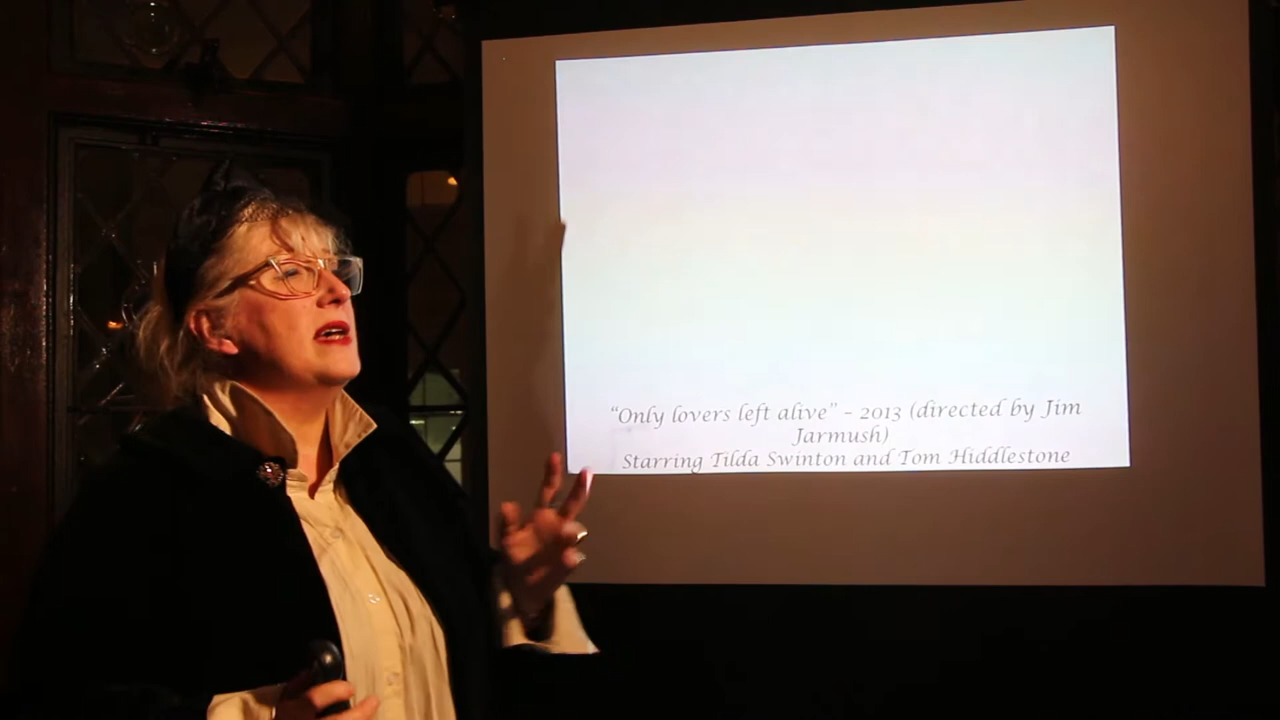 “Only lovers left alive” – 2013 (directed by Jim
Jarmush)
Starring Tilda Swinton and Tom Hiddlestone